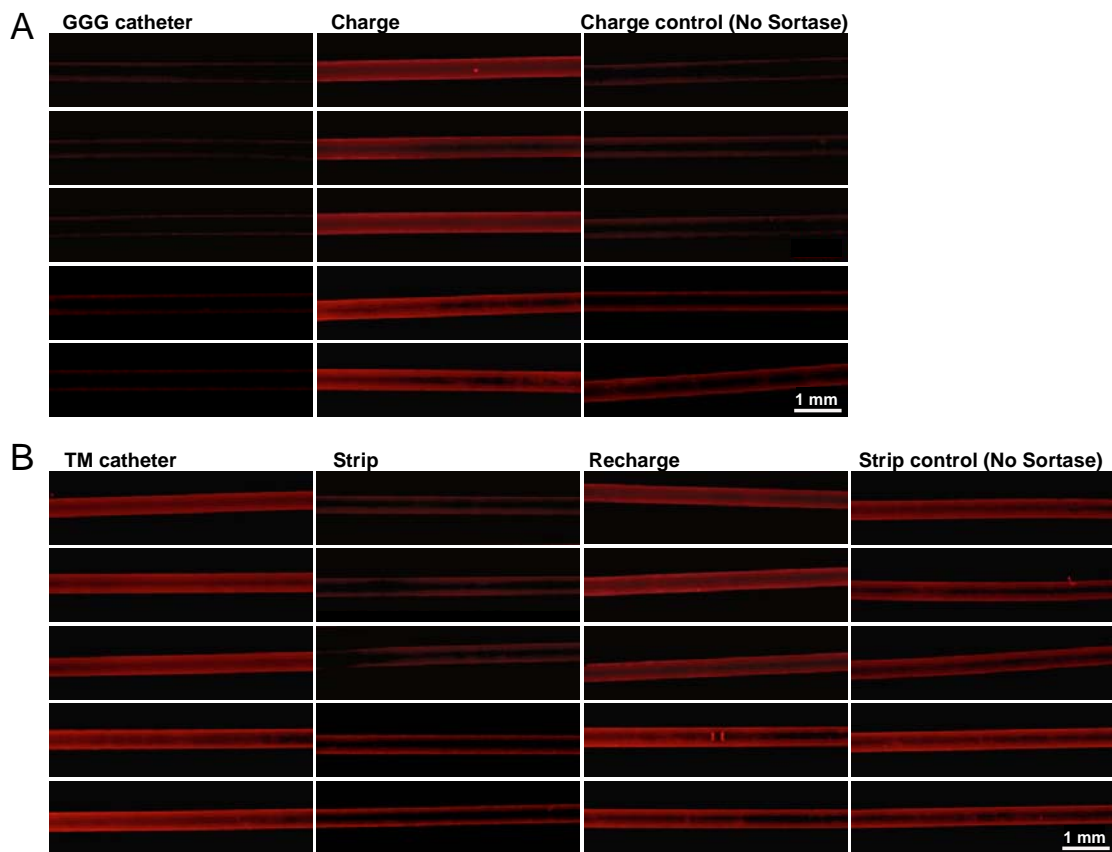 A
GGG catheter Charge Charge control (No Sortase)
1 mm
B
TM catheter Strip Recharge Strip control (No Sortase)
1 mm